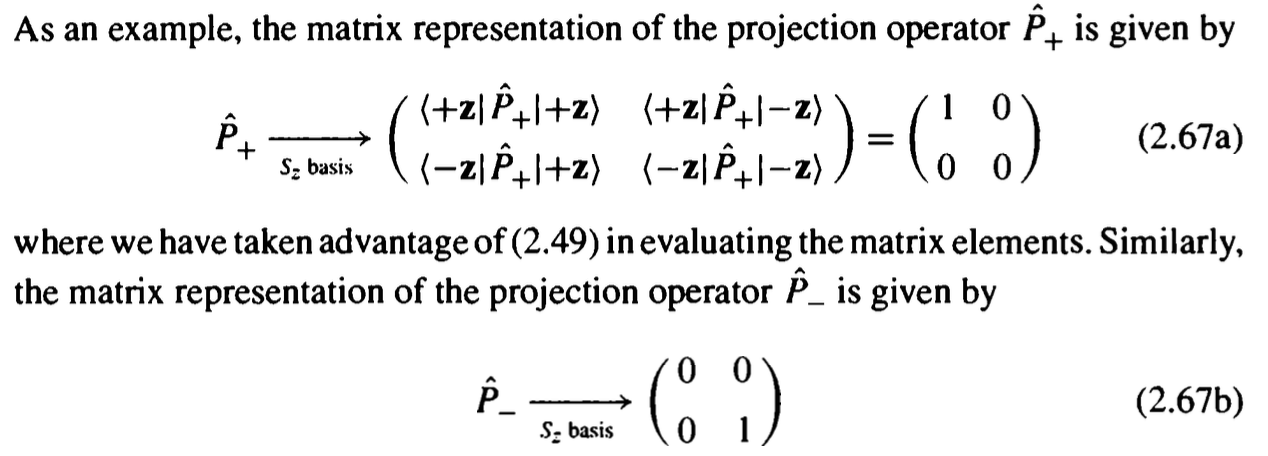 As an example, the matrix representation of the projection operator P̂₊ is given by
P̂₊ ⟶ ( ⟨+z|P̂₊|+z⟩ ⟨+z|P̂₊|−z⟩ ) = ( 1 0 ) (2.67a)
S_z basis ( ⟨−z|P̂₊|+z⟩ ⟨−z|P̂₊|−z⟩ ) ( 0 0 )
where we have taken advantage of (2.49) in evaluating the matrix elements. Similarly,
the matrix representation of the projection operator P̂₋ is given by
P̂₋ ⟶ ( 0 0 ) (2.67b)
S_z basis ( 0 1 )